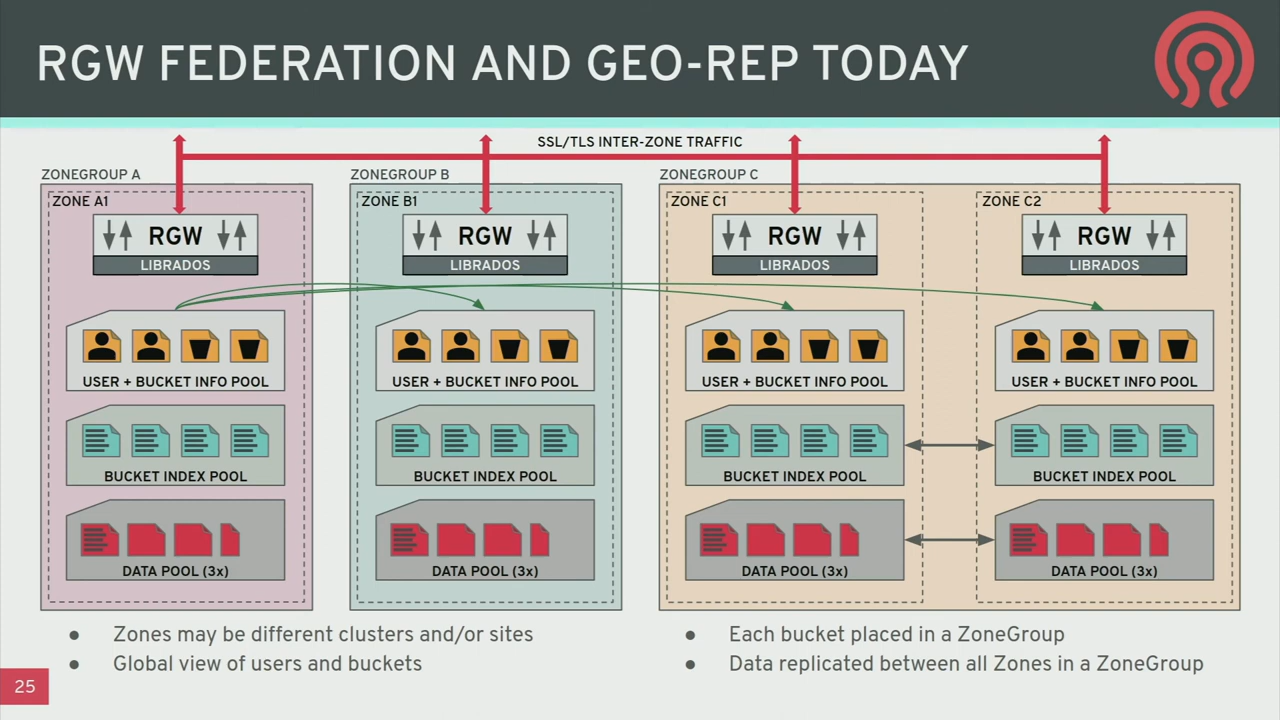 RGW FEDERATION AND GEO-REP TODAY
SSL/TLS INTER-ZONE TRAFFIC
ZONEGROUP A
ZONE A1
RGW
LIBRADOS
USER + BUCKET INFO POOL
BUCKET INDEX POOL
DATA POOL (3x)
ZONEGROUP B
ZONE B1
RGW
LIBRADOS
USER + BUCKET INFO POOL
BUCKET INDEX POOL
DATA POOL (3x)
ZONEGROUP C
ZONE C1
RGW
LIBRADOS
USER + BUCKET INFO POOL
BUCKET INDEX POOL
DATA POOL (3x)
ZONE C2
RGW
LIBRADOS
USER + BUCKET INFO POOL
BUCKET INDEX POOL
DATA POOL (3x)
● Zones may be different clusters and/or sites
● Global view of users and buckets
● Each bucket placed in a ZoneGroup
● Data replicated between all Zones in a ZoneGroup
25